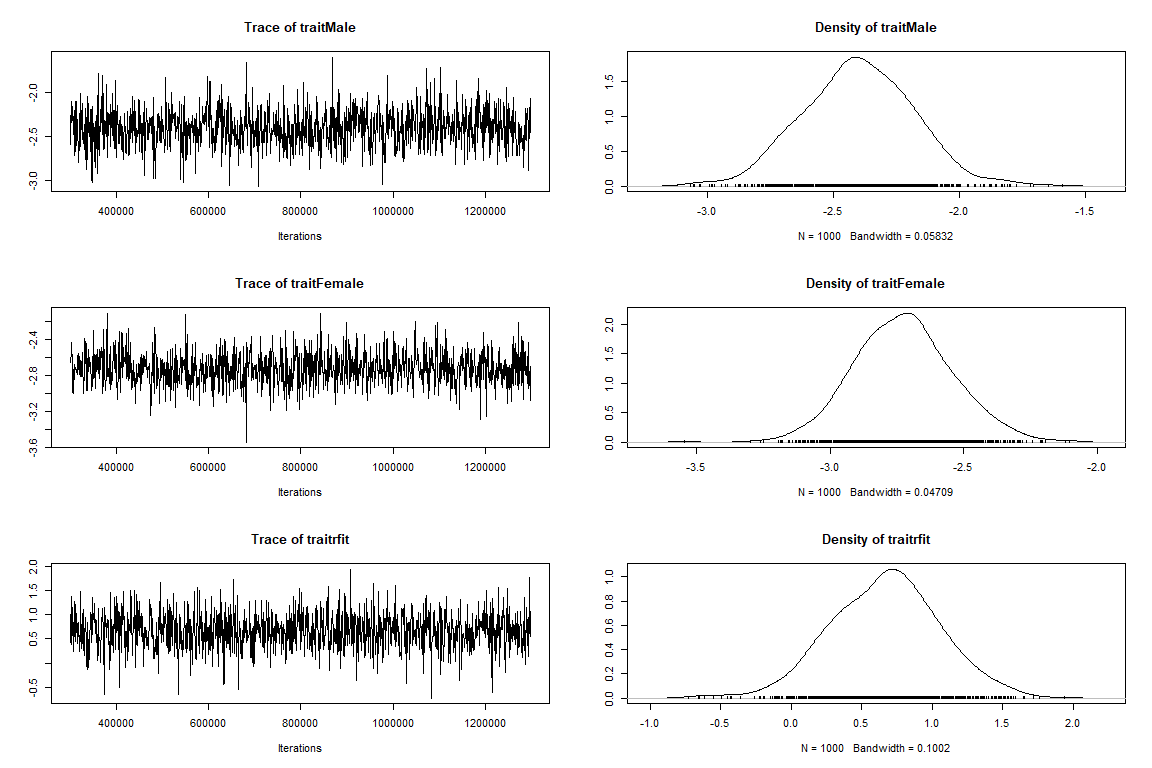 Trace of traitMale
-3.0 -2.5 -2.0
400000 600000 800000 1000000 1200000
Iterations
Density of traitMale
0.0 0.5 1.0 1.5
-3.0 -2.5 -2.0 -1.5
N = 1000 Bandwidth = 0.05832
Trace of traitFemale
-3.6 -3.2 -2.8 -2.4
400000 600000 800000 1000000 1200000
Iterations
Density of traitFemale
0.0 0.5 1.0 1.5 2.0
-3.5 -3.0 -2.5 -2.0
N = 1000 Bandwidth = 0.04709
Trace of traitrfit
-0.5 0.5 1.0 1.5 2.0
400000 600000 800000 1000000 1200000
Iterations
Density of traitrfit
0.0 0.2 0.4 0.6 0.8 1.0
-1.0 -0.5 0.0 0.5 1.0 1.5 2.0
N = 1000 Bandwidth = 0.1002